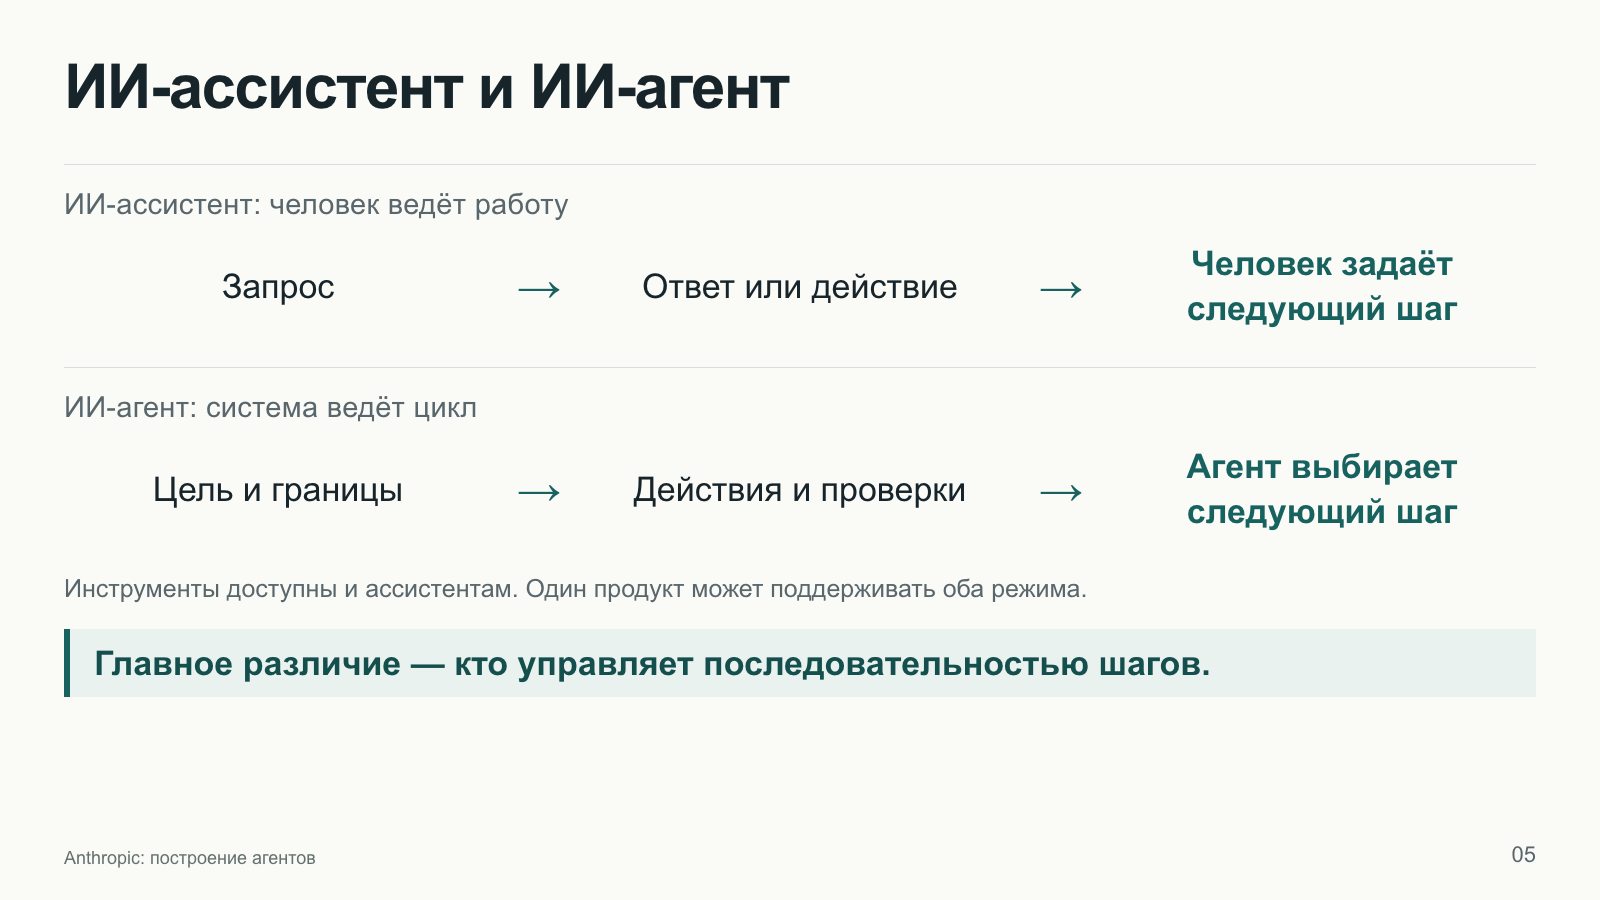 ИИ-ассистент и ИИ-агент
ИИ-ассистент: человек ведёт работу
Запрос → Ответ или действие → Человек задаёт
следующий шаг
ИИ-агент: система ведёт цикл
Цель и границы → Действия и проверки → Агент выбирает
следующий шаг
Инструменты доступны и ассистентам. Один продукт может поддерживать оба режима.
Главное различие — кто управляет последовательностью шагов.
Anthropic: построение агентов
05